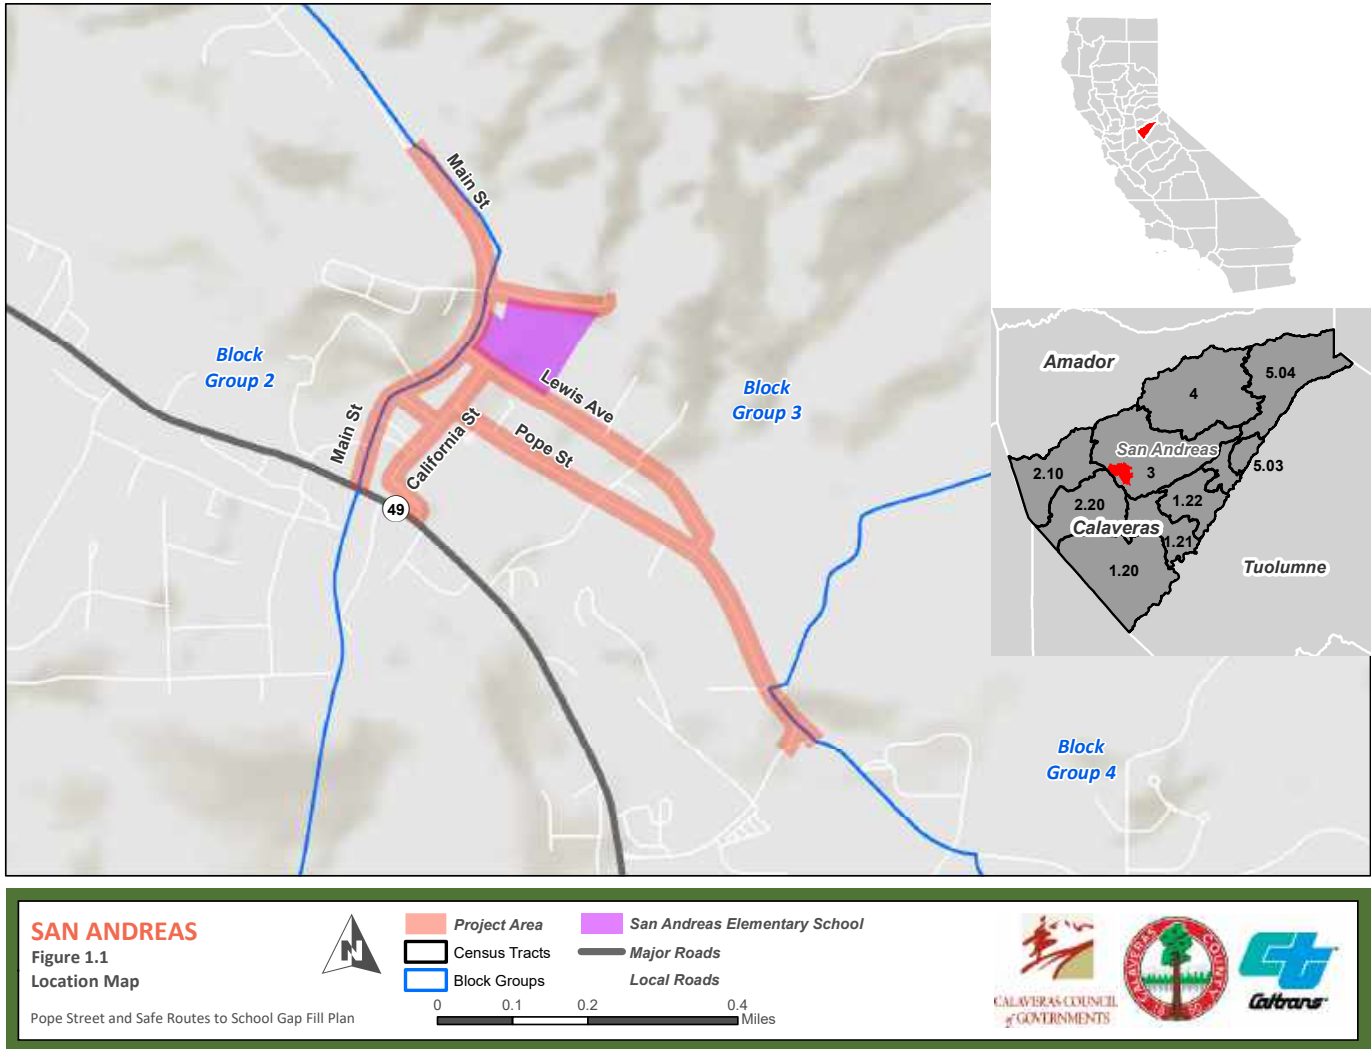 Main St
Block
Group 2
Lewis Ave
Block
Group 3
Main St
California St
Pope St
49
Block
Group 4
Amador
5.04
4
San Andreas
5.03
2.10
3
1.22
2.20
Calaveras
1.21
1.20
Tuolumne
SAN ANDREAS
Figure 1.1
Location Map
Pope Street and Safe Routes to School Gap Fill Plan
N
Project Area
Census Tracts
Block Groups
San Andreas Elementary School
Major Roads
Local Roads
0 0.1 0.2 0.4
Miles
CALAVERAS COUNCIL
of GOVERNMENTS
CALAVERAS COUNTY
ct
Caltrans